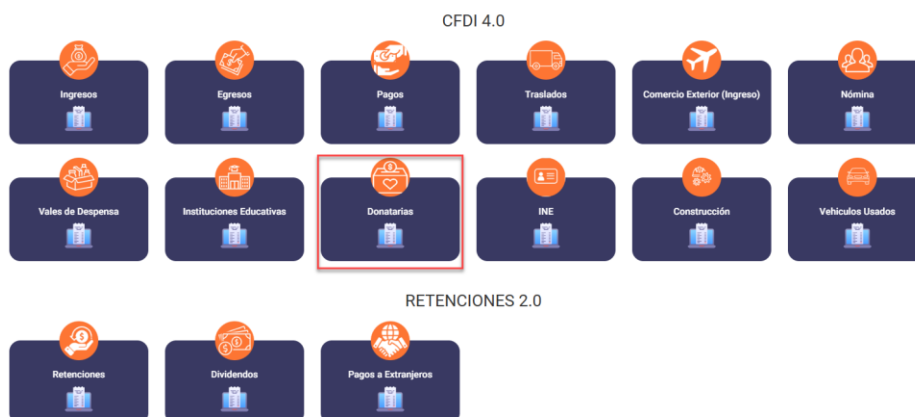 CFDI 4.0
Ingresos
Egresos
Pagos
Traslados
Comercio Exterior (Ingreso)
Nómina
Vales de Despensa
Instituciones Educativas
Donatarias
INE
Construcción
Vehículos Usados
RETENCIONES 2.0
Retenciones
Dividendos
Pagos a Extranjeros